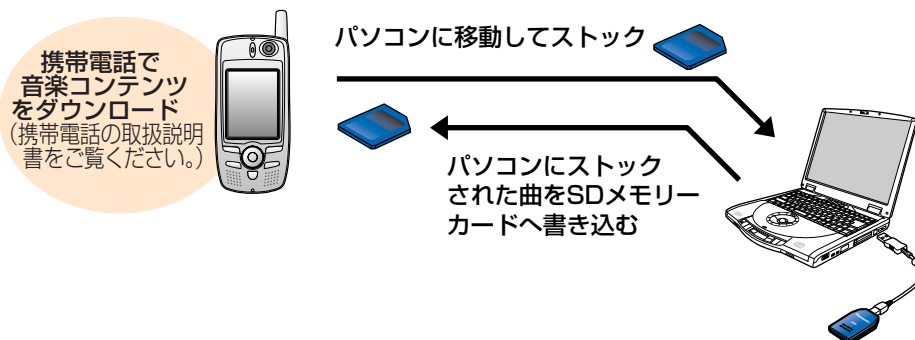 携帯電話で
音楽コンテンツ
をダウンロード
（携帯電話の取扱説明
書をご覧ください。）
パソコンに移動してストック
パソコンにストック
された曲をSDメモリー
カードへ書き込む